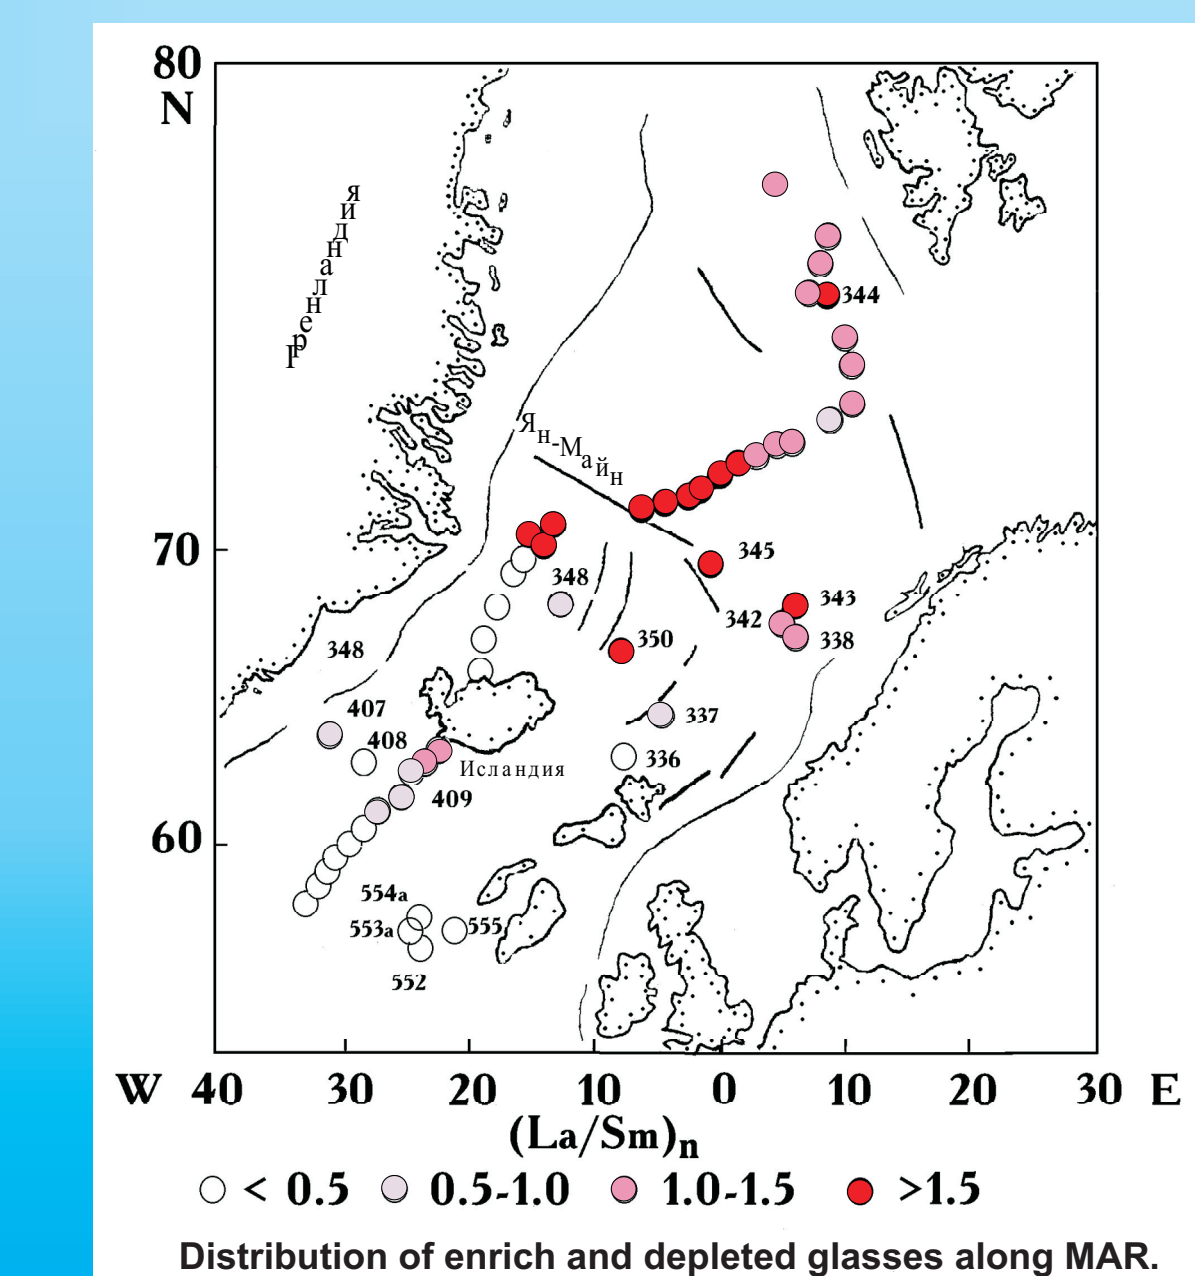 80
N
Гренландия
344
Ян-Майн
70
345
348
343
342
338
350
348
337
407
408
336
Исландия
409
60
554a
553a
555
552
W 40 30 20 10 0 10 20 30 E
(La/Sm)n
< 0.5 0.5-1.0 1.0-1.5 >1.5
Distribution of enrich and depleted glasses along MAR.